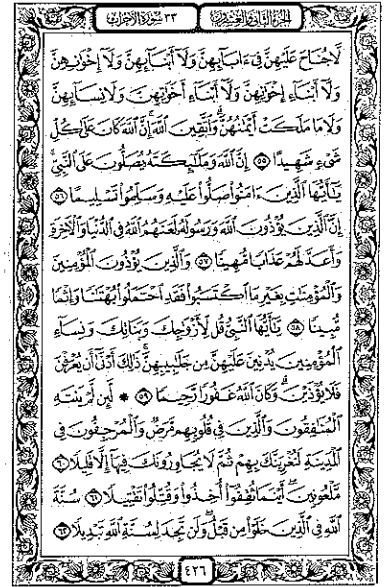 الجزء الثاني والعشرون
٣٣ سورة الأحزاب
لَّا جُنَاحَ عَلَيْهِنَّ فِىٓ ءَابَآئِهِنَّ وَلَآ أَبْنَآئِهِنَّ وَلَآ إِخْوَٰنِهِنَّ
وَلَآ أَبْنَآءِ إِخْوَٰنِهِنَّ وَلَآ أَبْنَآءِ أَخَوَٰتِهِنَّ وَلَا نِسَآئِهِنَّ
وَلَا مَا مَلَكَتْ أَيْمَٰنُهُنَّ وَٱتَّقِينَ ٱللَّهَ إِنَّ ٱللَّهَ كَانَ عَلَىٰ كُلِّ
شَىْءٍ شَهِيدًا ٥٥ إِنَّ ٱللَّهَ وَمَلَٰٓئِكَتَهُۥ يُصَلُّونَ عَلَى ٱلنَّبِىِّ
يَٰٓأَيُّهَا ٱلَّذِينَ ءَامَنُوا۟ صَلُّوا۟ عَلَيْهِ وَسَلِّمُوا۟ تَسْلِيمًا ٥٦
إِنَّ ٱلَّذِينَ يُؤْذُونَ ٱللَّهَ وَرَسُولَهُۥ لَعَنَهُمُ ٱللَّهُ فِى ٱلدُّنْيَا وَٱلْءَاخِرَةِ
وَأَعَدَّ لَهُمْ عَذَابًا مُّهِينًا ٥٧ وَٱلَّذِينَ يُؤْذُونَ ٱلْمُؤْمِنِينَ
وَٱلْمُؤْمِنَٰتِ بِغَيْرِ مَا ٱكْتَسَبُوا۟ فَقَدِ ٱحْتَمَلُوا۟ بُهْتَٰنًا وَإِثْمًا
مُّبِينًا ٥٨ يَٰٓأَيُّهَا ٱلنَّبِىُّ قُل لِّأَزْوَٰجِكَ وَبَنَاتِكَ وَنِسَآءِ
ٱلْمُؤْمِنِينَ يُدْنِينَ عَلَيْهِنَّ مِن جَلَٰبِيبِهِنَّ ذَٰلِكَ أَدْنَىٰٓ أَن يُعْرَفْنَ
فَلَا يُؤْذَيْنَ وَكَانَ ٱللَّهُ غَفُورًا رَّحِيمًا ٥٩ ۞ لَّئِن لَّمْ يَنتَهِ
ٱلْمُنَٰفِقُونَ وَٱلَّذِينَ فِى قُلُوبِهِم مَّرَضٌ وَٱلْمُرْجِفُونَ فِى
ٱلْمَدِينَةِ لَنُغْرِيَنَّكَ بِهِمْ ثُمَّ لَا يُجَاوِرُونَكَ فِيهَآ إِلَّا قَلِيلًا ٦٠
مَّلْعُونِينَ أَيْنَمَا ثُقِفُوٓا۟ أُخِذُوا۟ وَقُتِّلُوا۟ تَقْتِيلًا ٦١ سُنَّةَ
ٱللَّهِ فِى ٱلَّذِينَ خَلَوْا۟ مِن قَبْلُ وَلَن تَجِدَ لِسُنَّةِ ٱللَّهِ تَبْدِيلًا ٦٢
٤٢٦